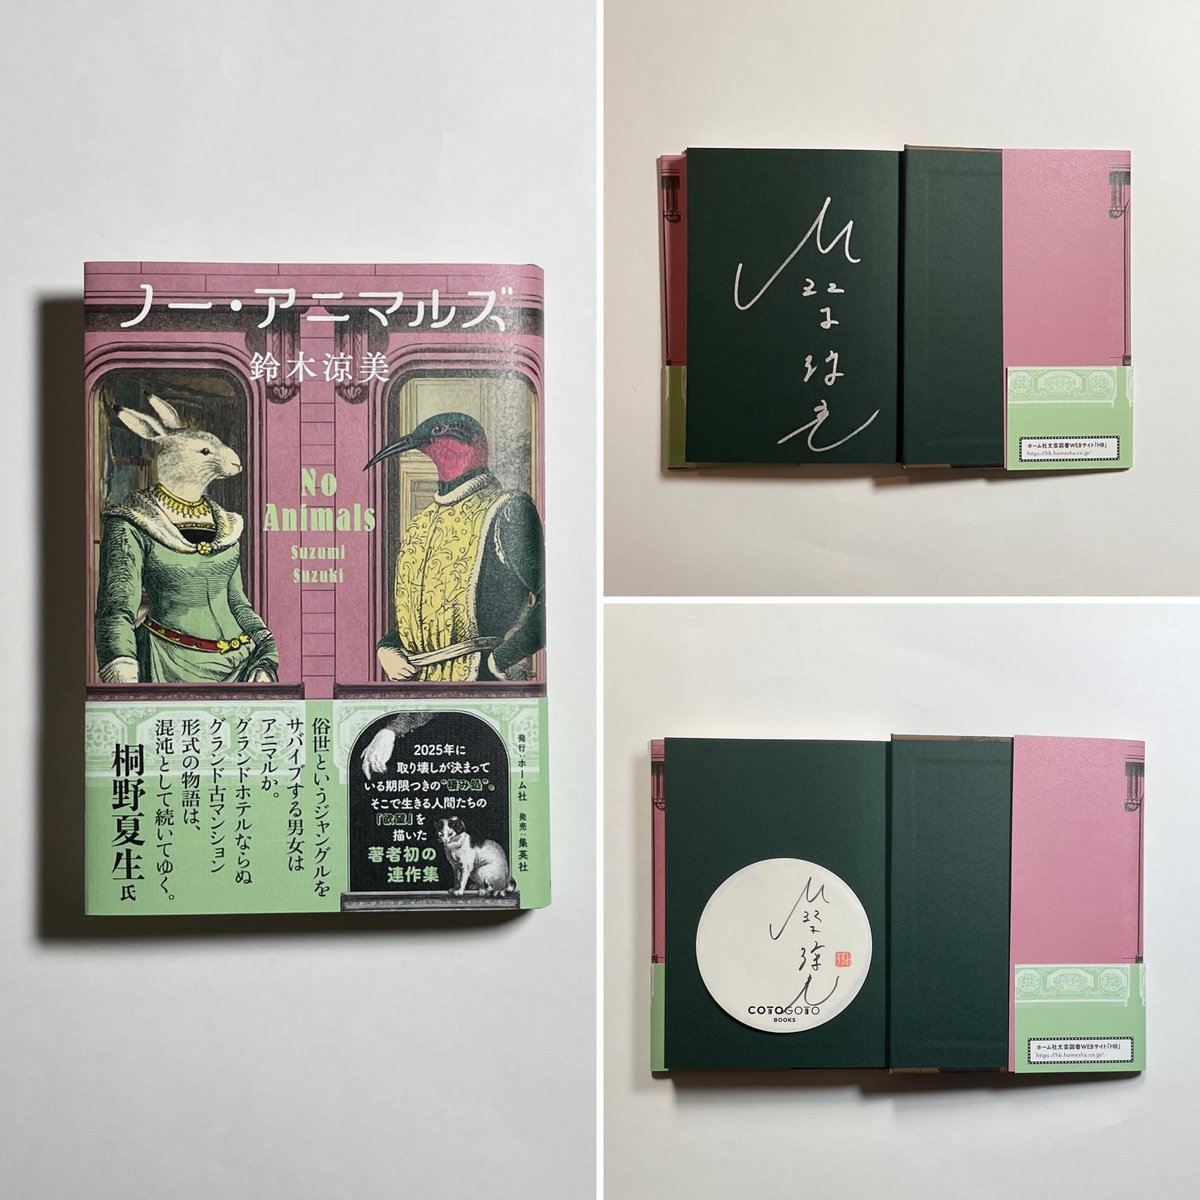 ノー・アニマルズ
鈴木涼美
No
Animals
Suzumi
Suzuki
俗世というジャングルを
サバイブする男女は
アニマルか。
グランドホテルならぬ
グランド古マンション
形式の物語は、
混沌として続いてゆく。
桐野夏生氏
2025年に
取り壊しが決まって
いる期限つきの“棲み処”。
そこで生きる人間たちの
「欲望」を
描いた
著者初の
連作集
発行:ホーム社 発売:集英社
ホーム社文芸図書WEBサイト「HB」
https://hb.homesha.co.jp/
COTOGOTO
BOOKS
ホーム社文芸図書WEBサイト「HB」
https://hb.homesha.co.jp/